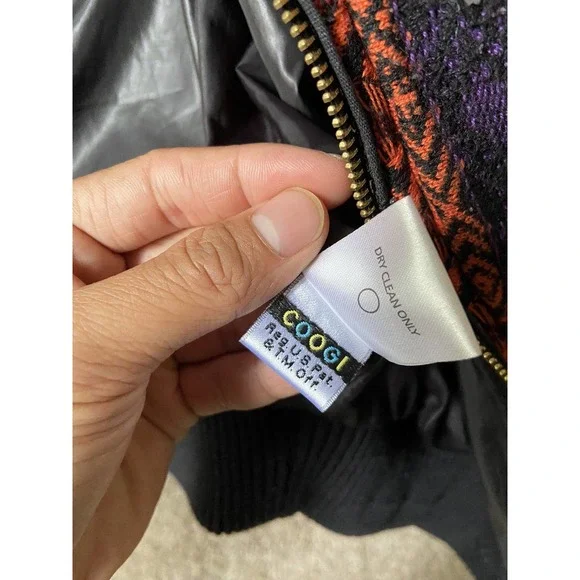 DRY CLEAN ONLY
COOGI
Reg. U.S. Pat.
& T.M. Off.